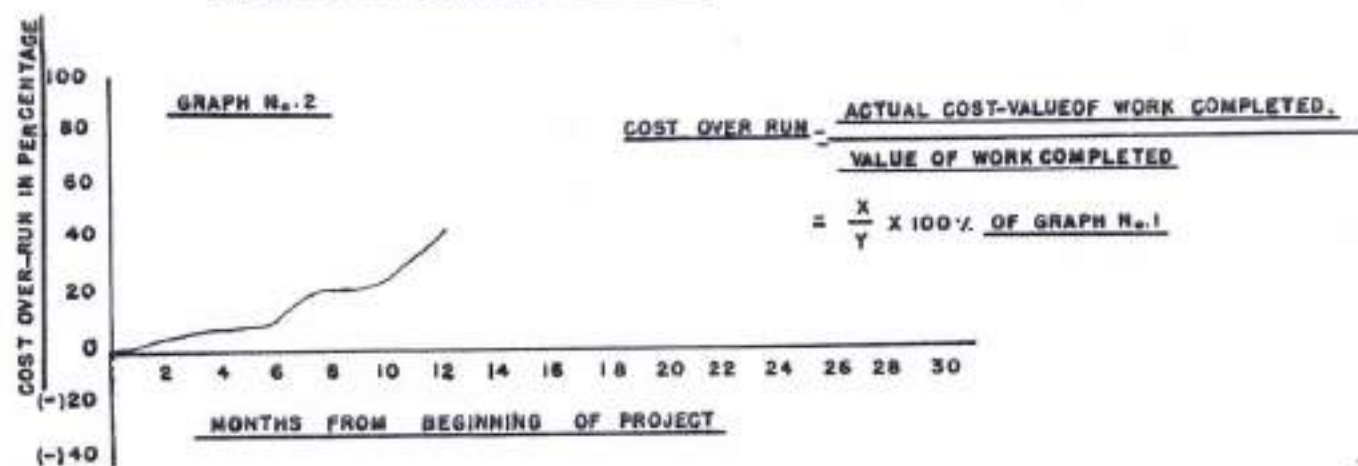 COST OVER-RUN IN PERCENTAGE
100
80
60
40
20
0
(-)20
(-)40
GRAPH No.2
COST OVER RUN = ACTUAL COST-VALUEOF WORK COMPLETED.
VALUE OF WORK COMPLETED
= X/Y X 100% OF GRAPH No.1
2 4 6 8 10 12 14 16 18 20 22 24 26 28 30
MONTHS FROM BEGINNING OF PROJECT